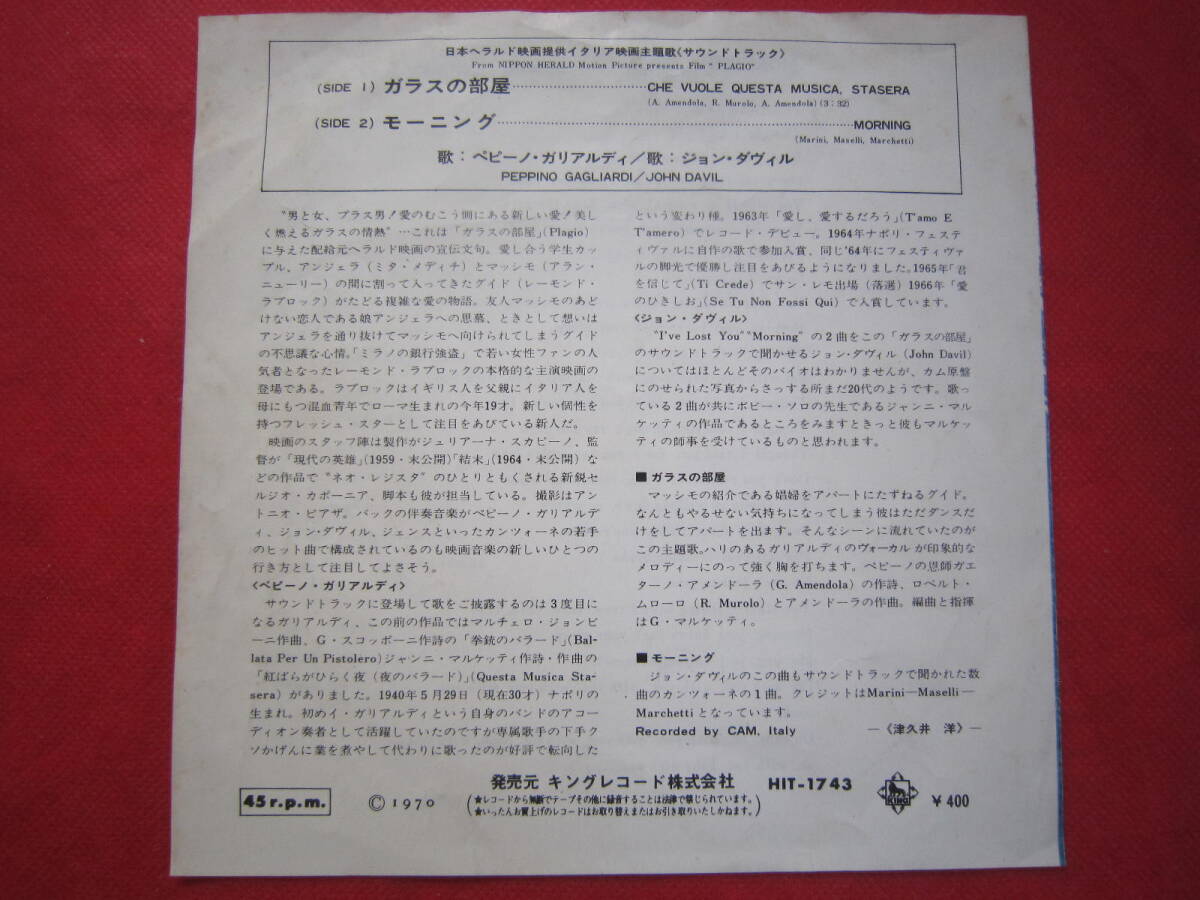 日本ヘラルド映画提供イタリア映画主題歌〈サウンドトラック〉
From NIPPON HERALD Motion Picture presents Film “ PLAGIO”
(SIDE 1) ガラスの部屋……………………CHE VUOLE QUESTA MUSICA, STASERA
(A. Amendola, R. Murolo, A. Amendola) (3:32)
(SIDE 2) モーニング……………………………………………………MORNING
(Marini, Maselli, Marchetti)
歌：ペピーノ・ガリアルディ／歌：ジョン・ダヴィル
PEPPINO GAGLIARDI/JOHN DAVIL
“男と女、プラス男！愛のむこう側にある新しい愛！美し
く燃えるガラスの情熱”…これは「ガラスの部屋」(Plagio)
に与えた配給元ヘラルド映画の宣伝文句。愛し合う学生カッ
プル、アンジェラ（ミタ・メディチ）とマッシモ（アラン・
ニューリー）の間に割って入ってきたグイド（レーモンド・
ラブロック）がたどる複雑な愛の物語。友人マッシモのあど
けない恋人である娘アンジェラへの思慕、ときとして想いは
アンジェラを通り抜けてマッシモへ向けられてしまうグイド
の不思議な心情。「ミラノの銀行強盗」で若い女性ファンの人
気者となったレーモンド・ラブロックの本格的な主演映画の
登場である。ラブロックはイギリス人を父親にイタリア人を
母にもつ混血青年でローマ生まれの今年19才。新しい個性を
持つフレッシュ・スターとして注目をあびている新人だ。
映画のスタッフ陣は製作がジュリアーナ・スカピーノ、監
督が「現代の英雄」(1959・未公開)「結末」(1964・未公開) な
どの作品で “ネオ・レジスタ” のひとりともくされる新鋭セ
ルジオ・カポーニア、脚本も彼が担当している。撮影はアン
トニオ・ピアザ。バックの伴奏音楽がペピーノ・ガリアルデ
ィ、ジョン・ダヴィル、ジェンスといったカンツォーネの若手
のヒット曲で構成されているのも映画音楽の新しいひとつの
行き方として注目してよさそう。
〈ペピーノ・ガリアルディ〉
サウンドトラックに登場して歌をご披露するのは3度目に
なるガリアルディ、この前の作品ではマルチェロ・ジョンビ
ーニ作曲、G・スコッボーニ作詩の「拳銃のバラード」(Bal-
lata Per Un Pistolero) ジャンニ・マルケッティ作詩・作曲の
「紅ばらがひらく夜 (夜のバラード)」(Questa Musica Sta-
sera) がありました。1940年5月29日 (現在30才) ナポリの
生まれ。初めイ・ガリアルディという自身のバンドのアコー
ディオン奏者として活躍していたのですが専属歌手の下手ク
ソかげんに業を煮やして代わりに歌ったのが好評で転向した
という変わり種。1963年「愛し、愛するだろう」(T'amo E
T'amero) でレコード・デビュー。1964年ナポリ・フェステ
ィヴァルに自作の歌で参加入賞、同じ'64年にフェスティヴァ
ルの脚光で優勝し注目をあびるようになりました。1965年「君
を信じて」(Ti Crede) でサン・レモ出場 (落選) 1966年「愛
のひきしお」(Se Tu Non Fossi Qui) で入賞しています。
〈ジョン・ダヴィル〉
“I've Lost You” “Morning” の2曲をこの「ガラスの部屋」
のサウンドトラックで聞かせるジョン・ダヴィル (John Davil)
についてはほとんどそのバイオはわかりませんが、カム原盤
にのせられた写真からさっする所まだ20代のようです。歌っ
ている2曲が共にボビー・ソロの先生であるジャンニ・マル
ケッティの作品であるところをみますときっと彼もマルケッ
ティの師事を受けているものと思われます。
■ ガラスの部屋
マッシモの紹介である娼婦をアパートにたずねるグイド。
なんともやるせない気持ちになってしまう彼はただダンスだ
けをしてアパートを出ます。そんなシーンに流れていたのが
この主題歌。ハリのあるガリアルディのヴォーカルが印象的な
メロディーにのって強く胸を打ちます。ペピーノの恩師ガエ
ターノ・アメンドーラ (G. Amendola) の作詩、ロベルト・
ムローロ (R. Murolo) とアメンドーラの作曲。編曲と指揮
はG・マルケッティ。
■ モーニング
ジョン・ダヴィルのこの曲もサウンドトラックで聞かれた数
曲のカンツォーネの1曲。クレジットはMarini—Maselli—
Marchettiとなっています。
Recorded by CAM, Italy —《津久井 洋》—
45 r.p.m.
Ⓒ1970
発売元 キングレコード株式会社
(★レコードから無断でテープその他に録音することは法律で禁じられています。
★いったんお買上げのレコードはお取り替えまたはお引き取りいたしかねます。)
HIT-1743
KING
￥400